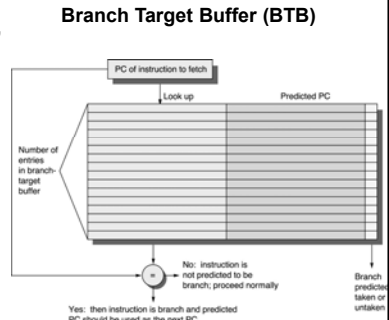 Branch Target Buffer (BTB)
PC of instruction to fetch
Look up
Predicted PC
Number of
entries
in branch-
target
buffer
=
No: instruction is
not predicted to be
branch; proceed normally
Branch
predicted
taken or
untaken
Yes: then instruction is branch and predicted
PC should be used as the next PC